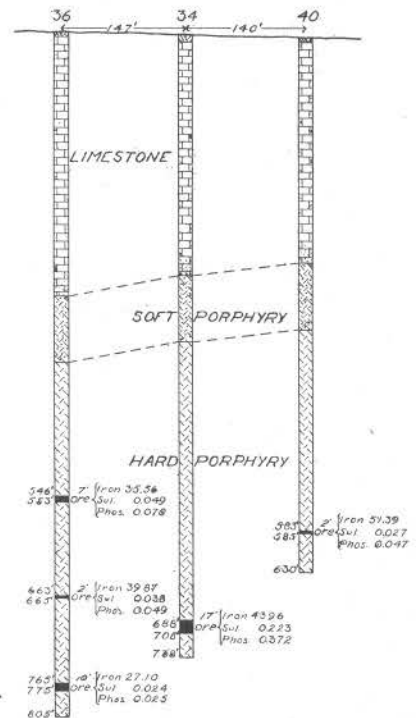 36 34 40
147' 140'
LIMESTONE
SOFT PORPHYRY
HARD PORPHYRY
546' 7' Iron 35.56
553' Ore Sul. 0.049
Phos. 0.078
583' 2' Iron
585' Ore Sul. 0.027
Phos. 0.047
630'
663' 2' Iron 39.87
665' Ore Sul. 0.038
Phos. 0.049
688' 17' Iron 43.96
705' Ore Sul 0.223
Phos 0.372
765' 10' Iron 27.10
775' Ore Sul 0.024
Phos. 0.025
805'